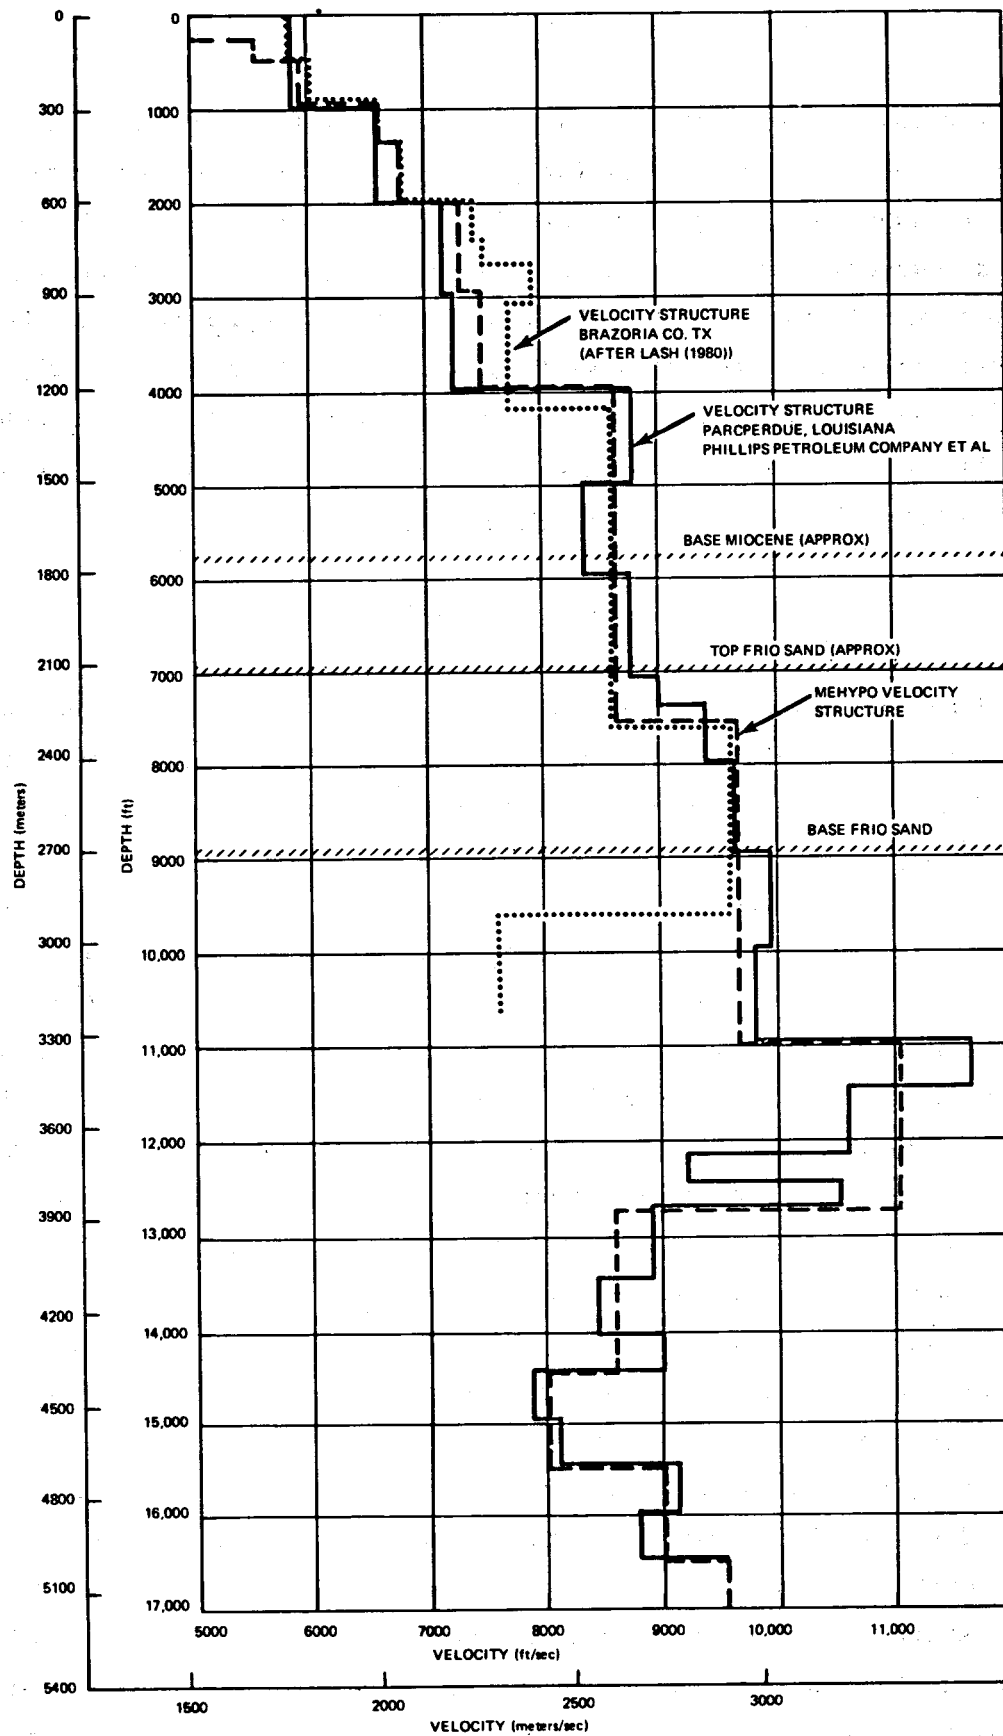 0
300
600
900
1200
1500
1800
2100
2400
2700
3000
3300
3600
3900
4200
4500
4800
5100
5400
DEPTH (meters)
0
1000
2000
3000
4000
5000
6000
7000
8000
9000
10,000
11,000
12,000
13,000
14,000
15,000
16,000
17,000
DEPTH (ft)
VELOCITY STRUCTURE
BRAZORIA CO. TX
(AFTER LASH (1980))
VELOCITY STRUCTURE
PARCPERDUE, LOUISIANA
PHILLIPS PETROLEUM COMPANY ET AL
BASE MIOCENE (APPROX)
TOP FRIO SAND (APPROX)
MEHYPO VELOCITY
STRUCTURE
BASE FRIO SAND
5000 6000 7000 8000 9000 10,000 11,000
VELOCITY (ft/sec)
1500 2000 2500 3000
VELOCITY (meters/sec)